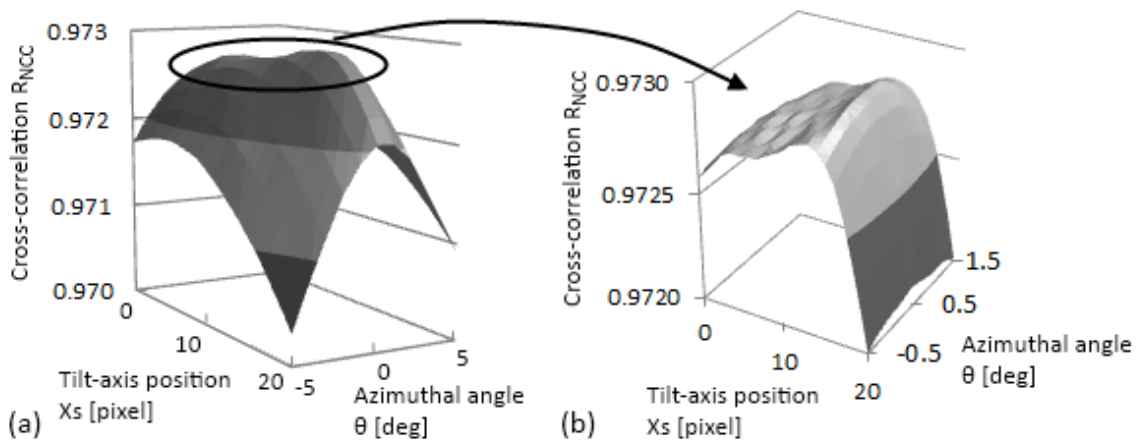 Cross-correlation RNCC
0.973
0.972
0.971
0.970
0
10
20
-5
0
5
Tilt-axis position
Xs [pixel]
Azimuthal angle
θ [deg]
(a)
Cross-correlation RNCC
0.9730
0.9725
0.9720
0
10
20
-0.5
0.5
1.5
Tilt-axis position
Xs [pixel]
Azimuthal angle
θ [deg]
(b)